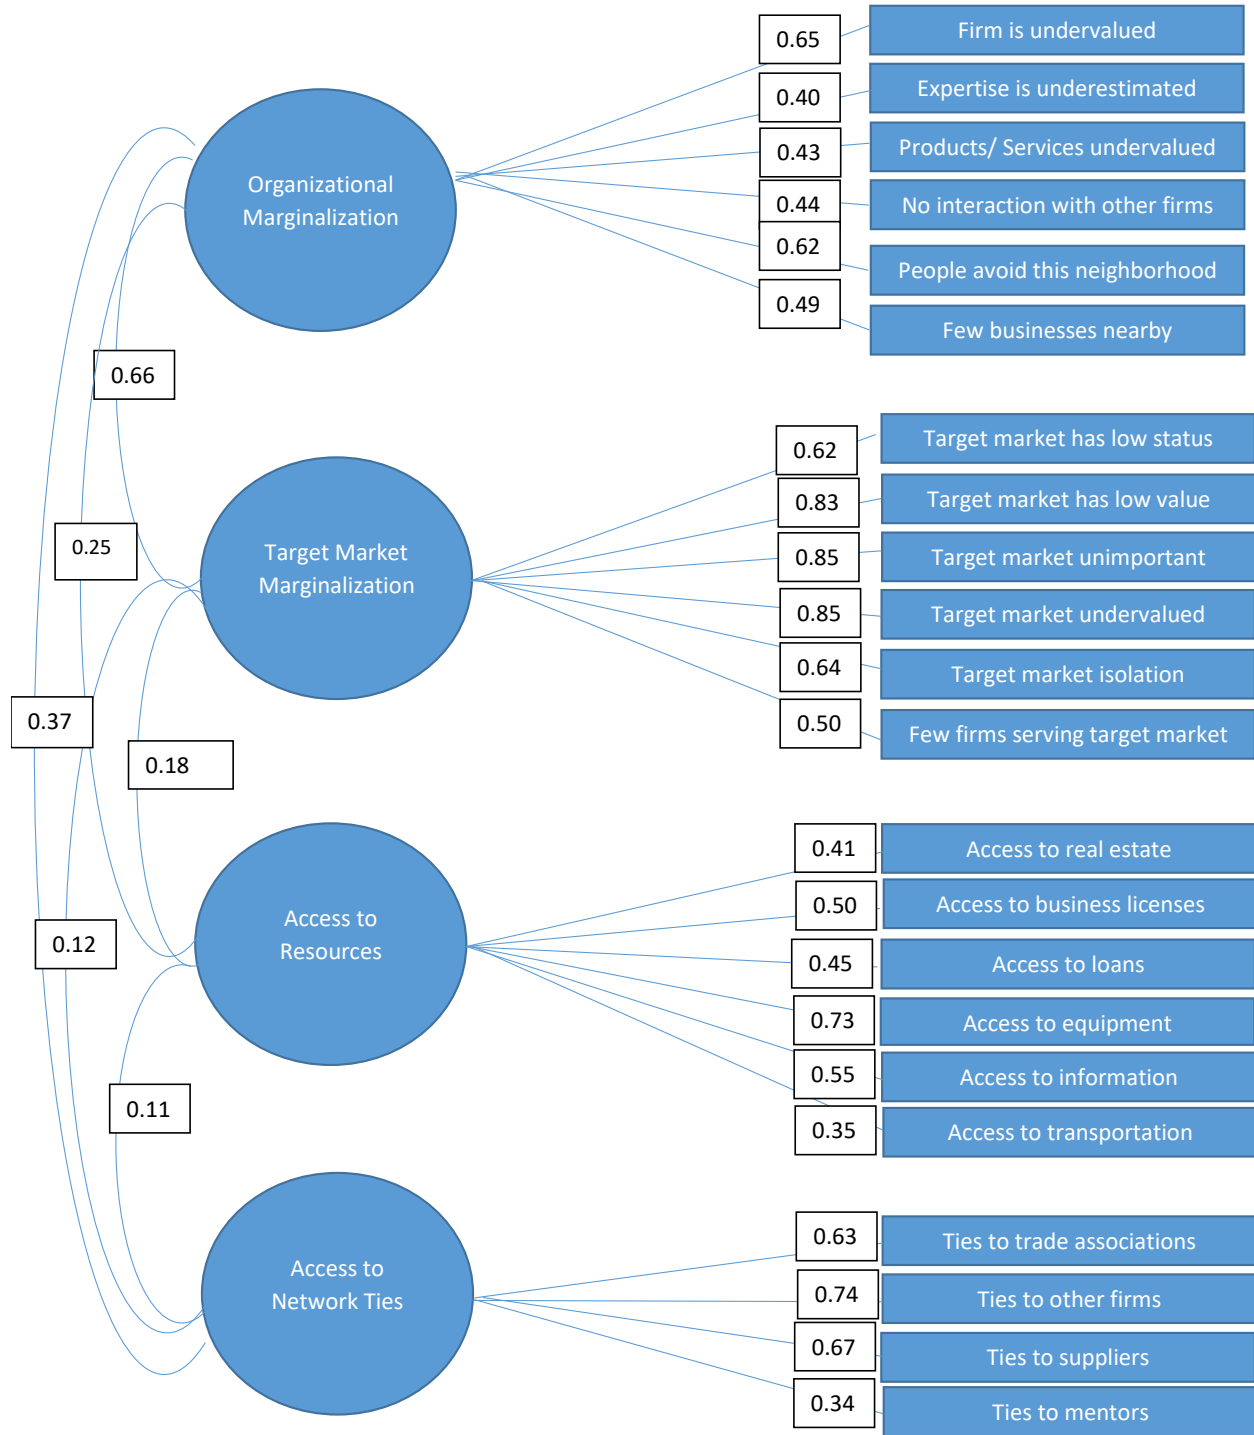 0.65
Firm is undervalued
0.40
Expertise is underestimated
0.43
Products/ Services undervalued
0.44
No interaction with other firms
0.62
People avoid this neighborhood
0.49
Few businesses nearby
Organizational
Marginalization
0.66
0.62
Target market has low status
0.83
Target market has low value
0.85
Target market unimportant
0.85
Target market undervalued
0.64
Target market isolation
0.50
Few firms serving target market
Target Market
Marginalization
0.25
0.37
0.18
0.41
Access to real estate
0.50
Access to business licenses
0.45
Access to loans
0.73
Access to equipment
0.55
Access to information
0.35
Access to transportation
Access to
Resources
0.12
0.11
0.63
Ties to trade associations
0.74
Ties to other firms
0.67
Ties to suppliers
0.34
Ties to mentors
Access to
Network Ties